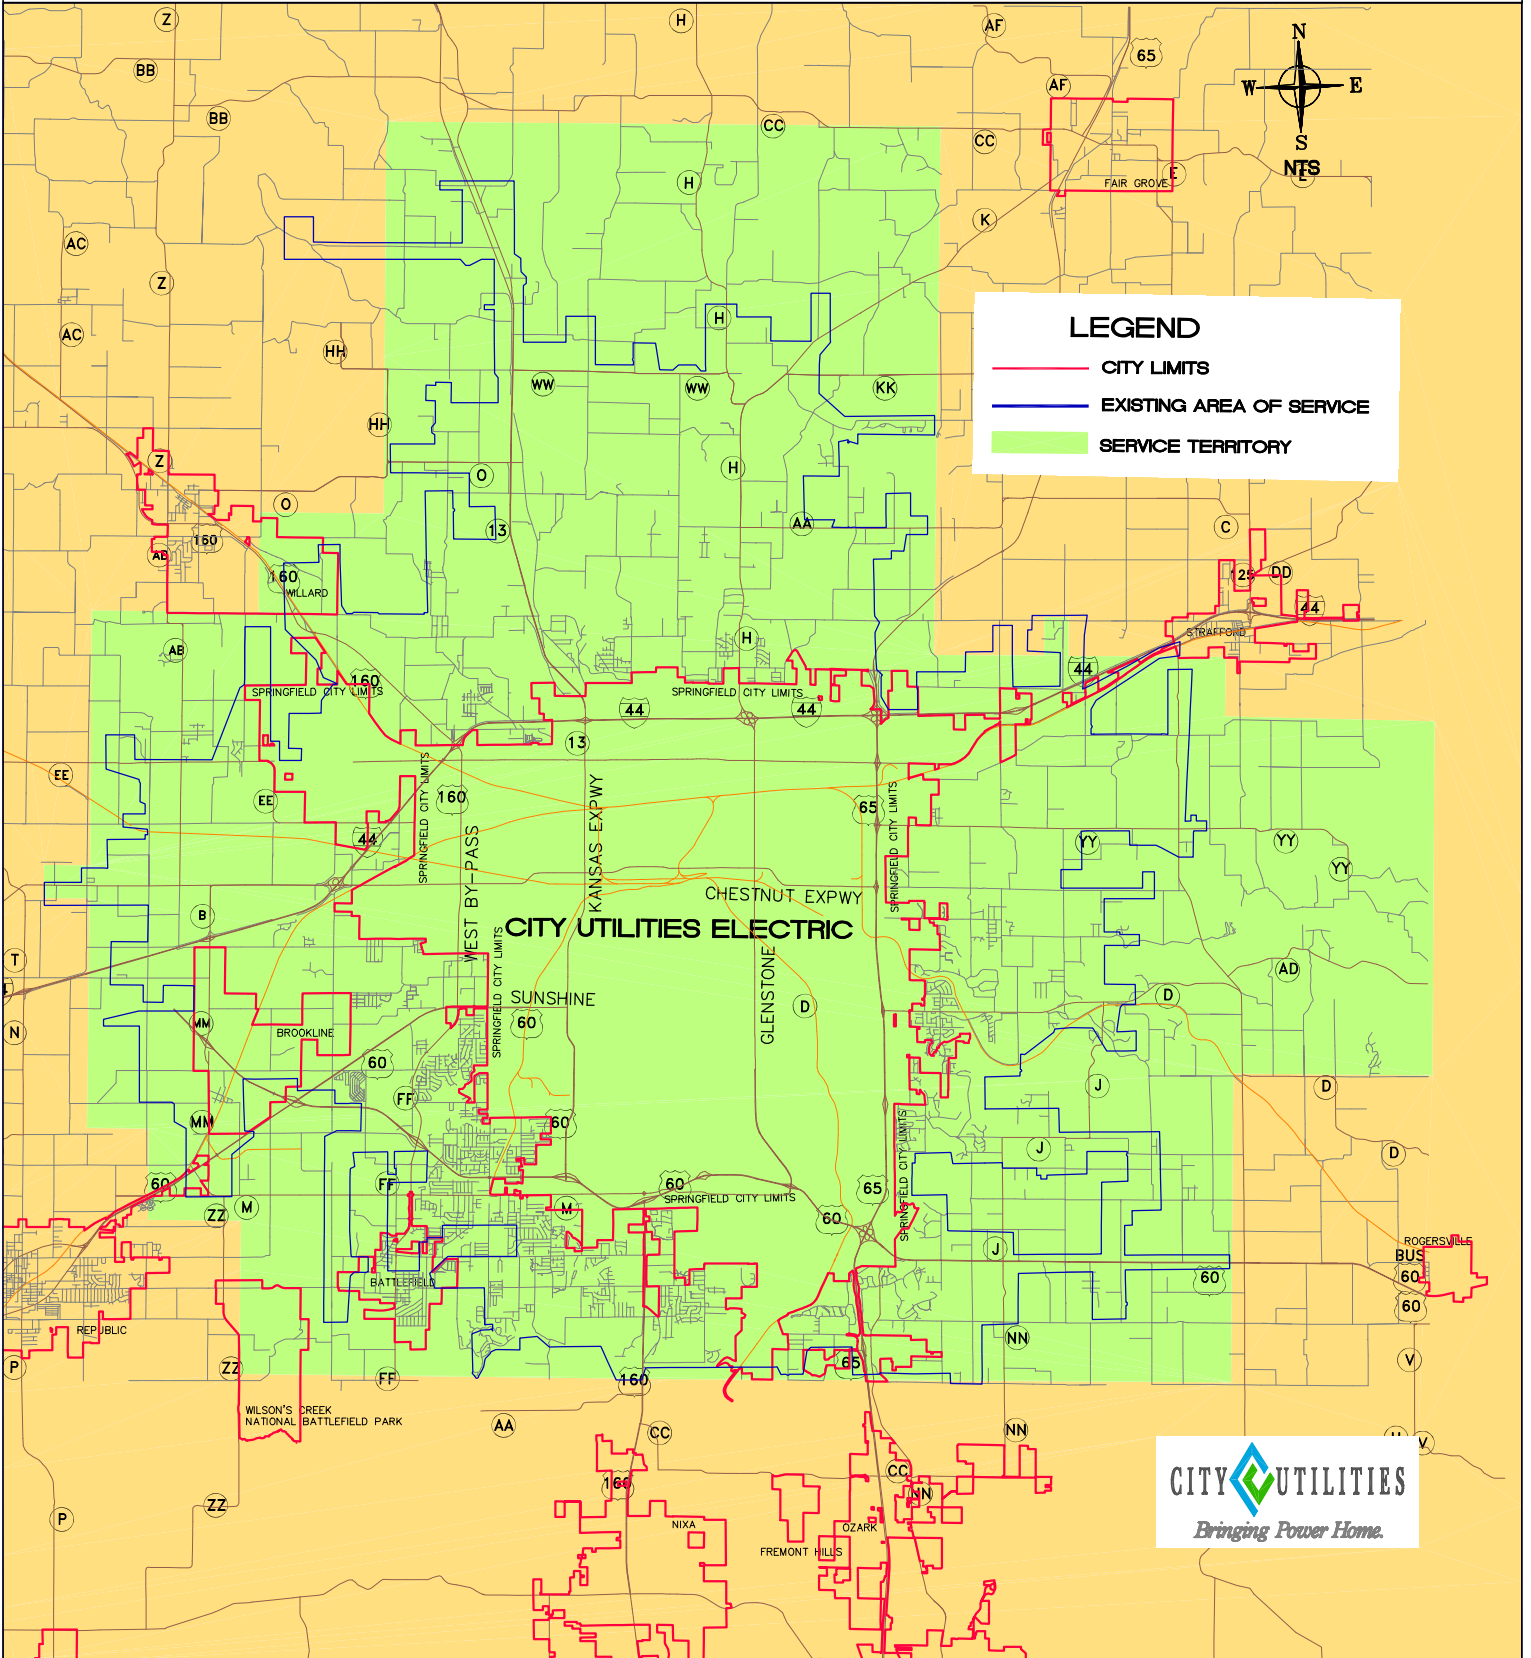 Z
H
AF
65
N
BB
AF
W
E
BB
CC
CC
S
NTS
H
E
E
FAIR GROVE
K
AC
Z
H
LEGEND
AC
HH
CITY LIMITS
WW
WW
KK
EXISTING AREA OF SERVICE
HH
SERVICE TERRITORY
Z
H
O
O
13
AA
C
160
AB
160
WILLARD
125
DD
44
STRAFFORD
AB
H
44
160
SPRINGFIELD CITY LIMITS
SPRINGFIELD CITY LIMITS
44
44
13
EE
SPRINGFIELD CITY LIMITS
EE
160
KANSAS EXPWY
65
SPRINGFIELD CITY LIMITS
44
WEST BY-PASS
YY
YY
YY
CHESTNUT EXPWY
B
CITY UTILITIES ELECTRIC
T
SPRINGFIELD CITY LIMITS
GLENSTONE
AD
SUNSHINE
D
D
MM
N
BROOKLINE
60
60
FF
J
D
MM
60
SPRINGFIELD CITY LIMITS
J
D
60
FF
60
65
SPRINGFIELD CITY LIMITS
ZZ
M
M
60
J
ROGERSVILLE
BUS
60
BATTLEFIELD
60
60
REPUBLIC
NN
P
ZZ
65
V
FF
160
WILSON'S CREEK
NATIONAL BATTLEFIELD PARK
AA
CC
NN
V
CC
160
NN
CITY UTILITIES
ZZ
P
NIXA
OZARK
Bringing Power Home.
FREMONT HILLS